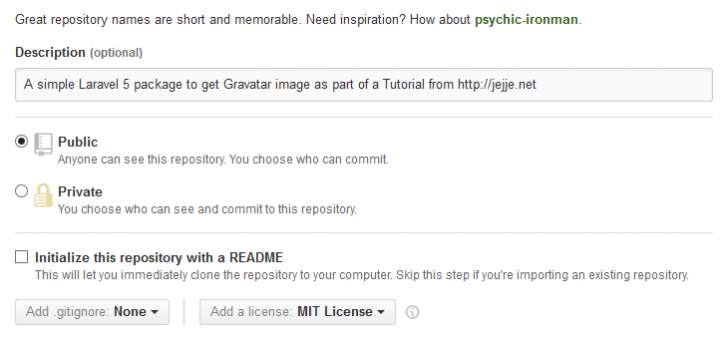 Great repository names are short and memorable. Need inspiration? How about psychic-ironman.
Description (optional)
A simple Laravel 5 package to get Gravatar image as part of a Tutorial from http://jejje.net
Public
Anyone can see this repository. You choose who can commit.
Private
You choose who can see and commit to this repository.
Initialize this repository with a README
This will let you immediately clone the repository to your computer. Skip this step if you're importing an existing repository.
Add .gitignore: None
Add a license: MIT License